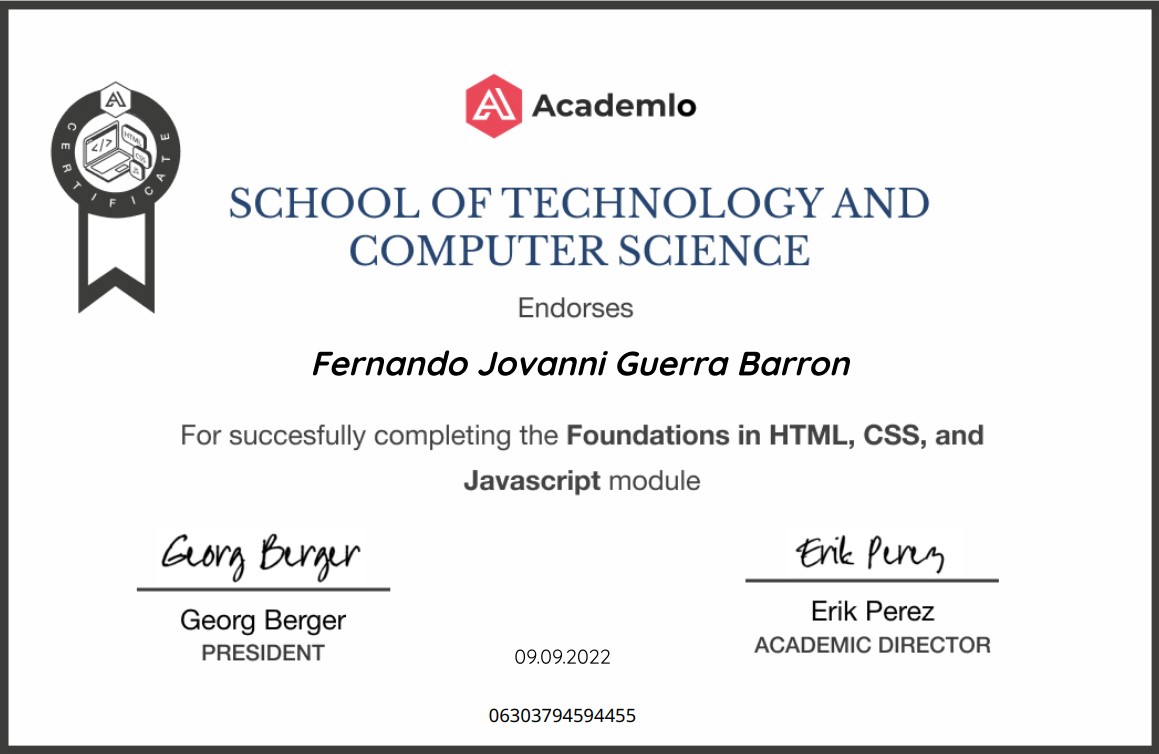 Academlo
CERTIFICATE
HTML
CSS
</>
SCHOOL OF TECHNOLOGY AND
COMPUTER SCIENCE
Endorses
Fernando Jovanni Guerra Barron
For succesfully completing the Foundations in HTML, CSS, and
Javascript module
Georg Berger
Erik Perez
Georg Berger
PRESIDENT
Erik Perez
ACADEMIC DIRECTOR
09.09.2022
06303794594455